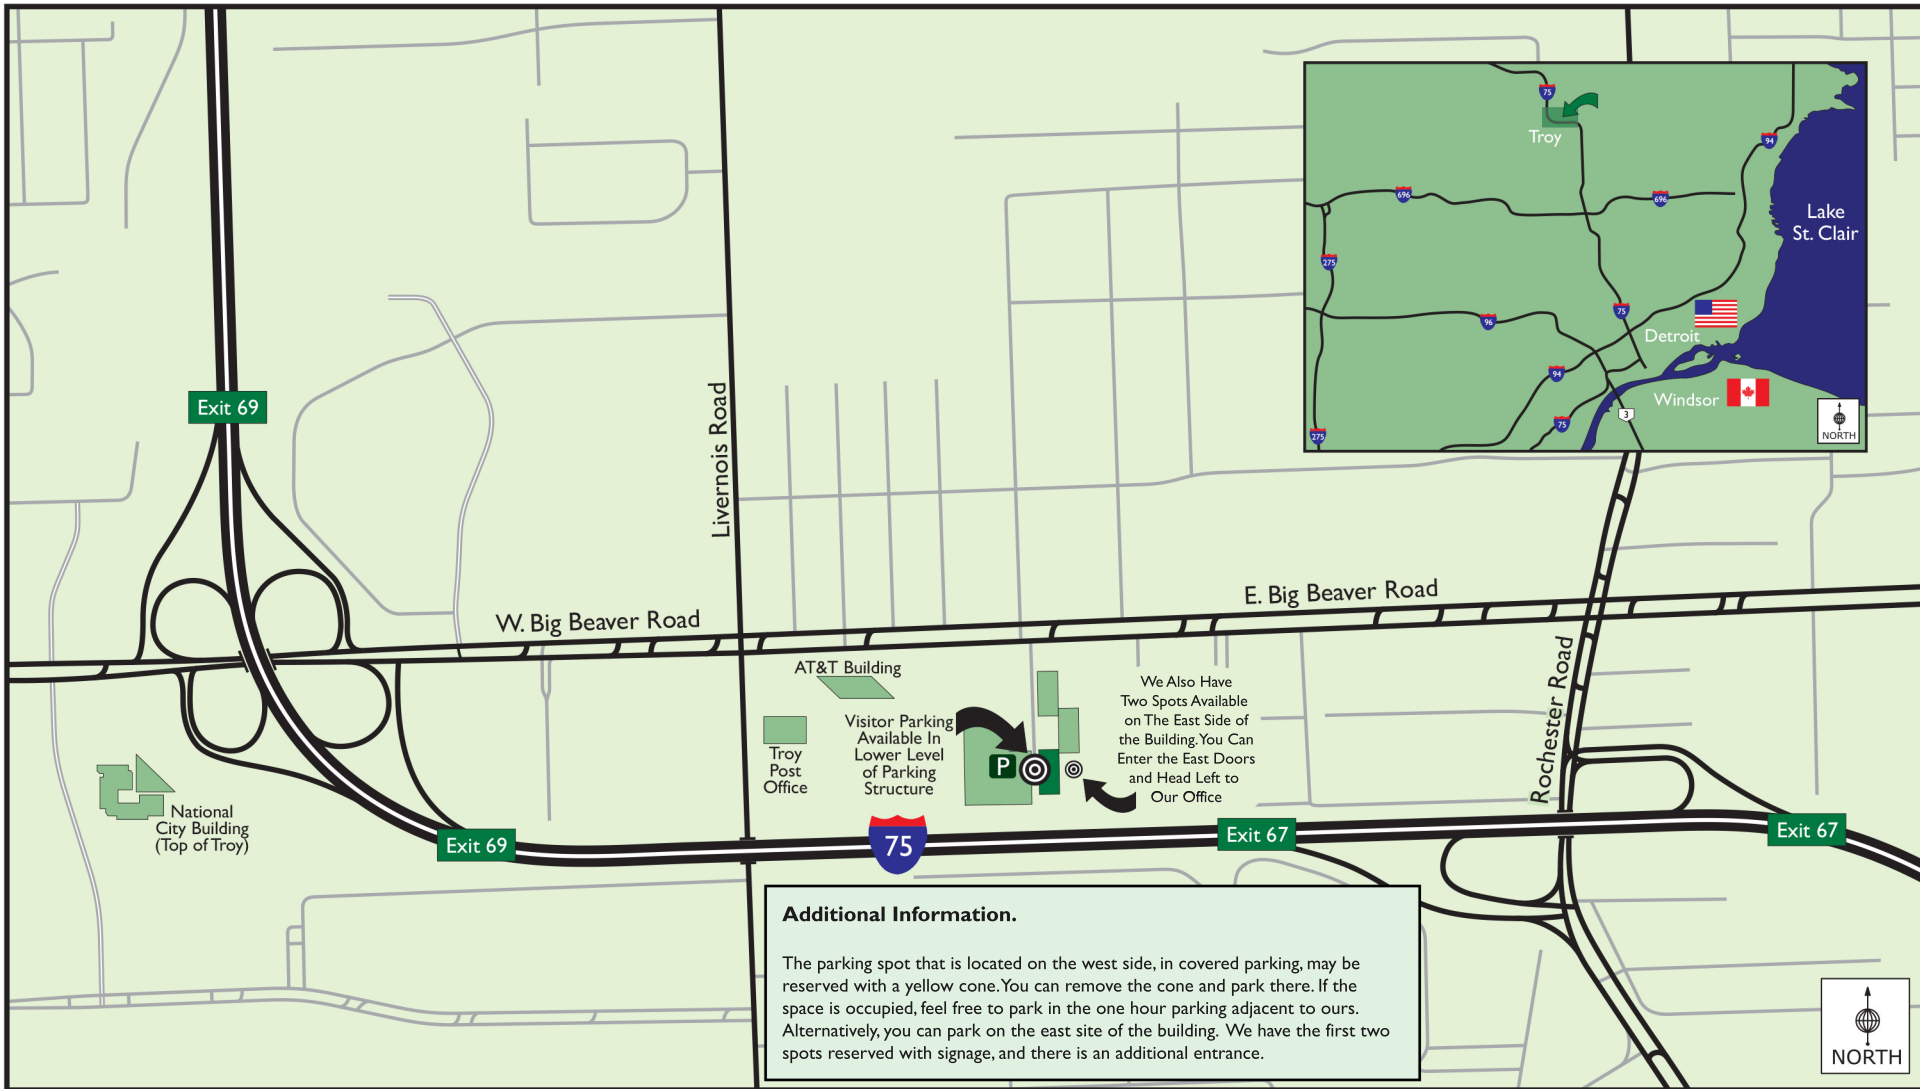 75
Troy
94
696
696
Lake
St. Clair
275
75
96
Detroit
94
Windsor
3
75
275
NORTH
Exit 69
Livernois Road
W. Big Beaver Road
E. Big Beaver Road
Rochester Road
AT&T Building
Troy
Post
Office
Visitor Parking
Available In
Lower Level
of Parking
Structure
P
We Also Have
Two Spots Available
on The East Side of
the Building. You Can
Enter the East Doors
and Head Left to
Our Office
National
City Building
(Top of Troy)
Exit 69
75
Exit 67
Exit 67
Additional Information.
The parking spot that is located on the west side, in covered parking, may be
reserved with a yellow cone. You can remove the cone and park there. If the
space is occupied, feel free to park in the one hour parking adjacent to ours.
Alternatively, you can park on the east site of the building. We have the first two
spots reserved with signage, and there is an additional entrance.
NORTH